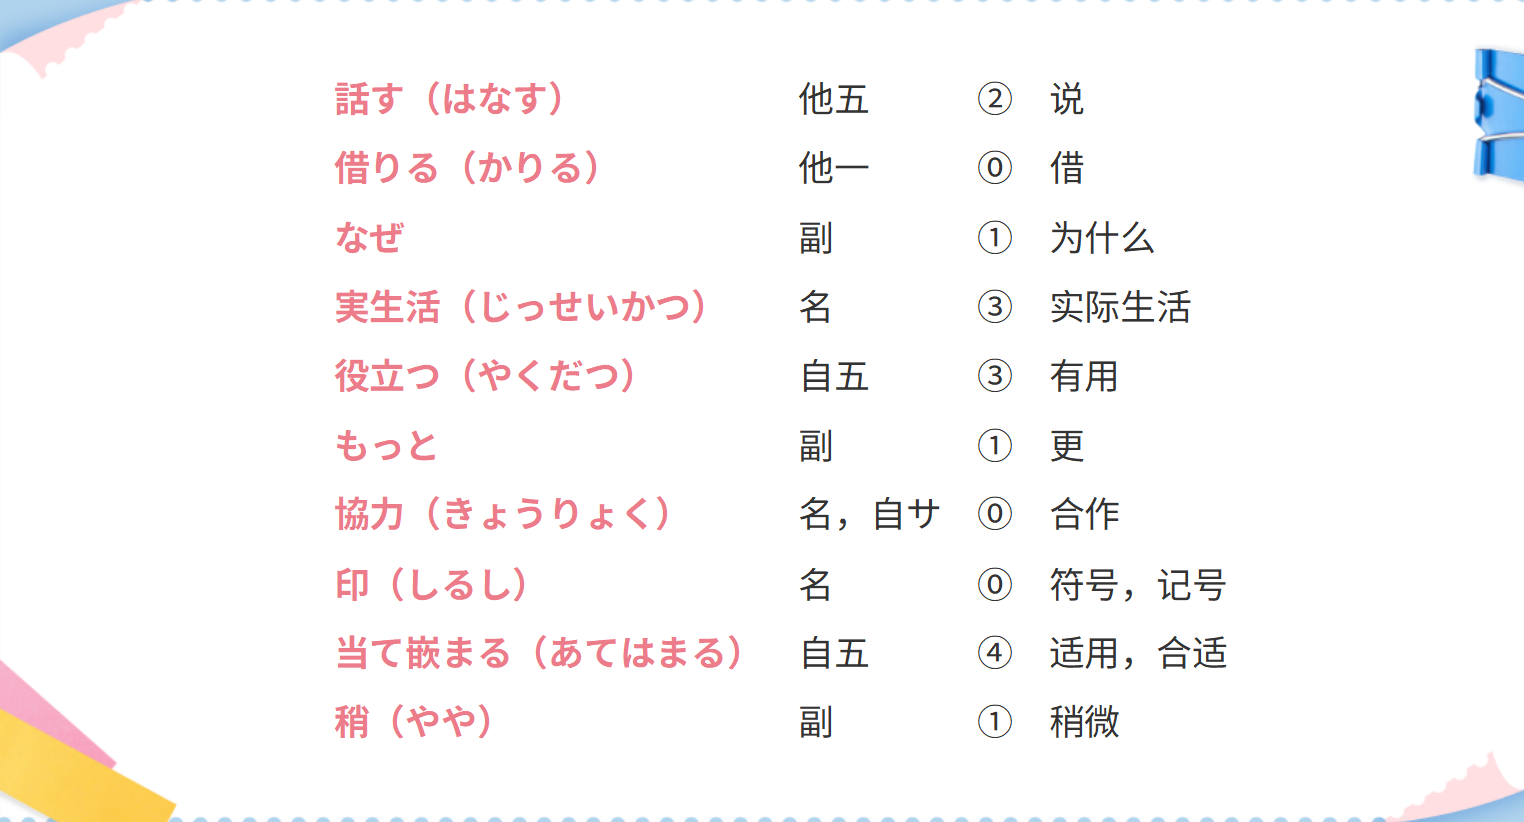 話す（はなす） 他五 ② 说
借りる（かりる） 他一 ⓪ 借
なぜ 副 ① 为什么
実生活（じっせいかつ） 名 ③ 实际生活
役立つ（やくだつ） 自五 ③ 有用
もっと 副 ① 更
協力（きょうりょく） 名，自サ ⓪ 合作
印（しるし） 名 ⓪ 符号，记号
当て嵌まる（あてはまる） 自五 ④ 适用，合适
稍（やや） 副 ① 稍微